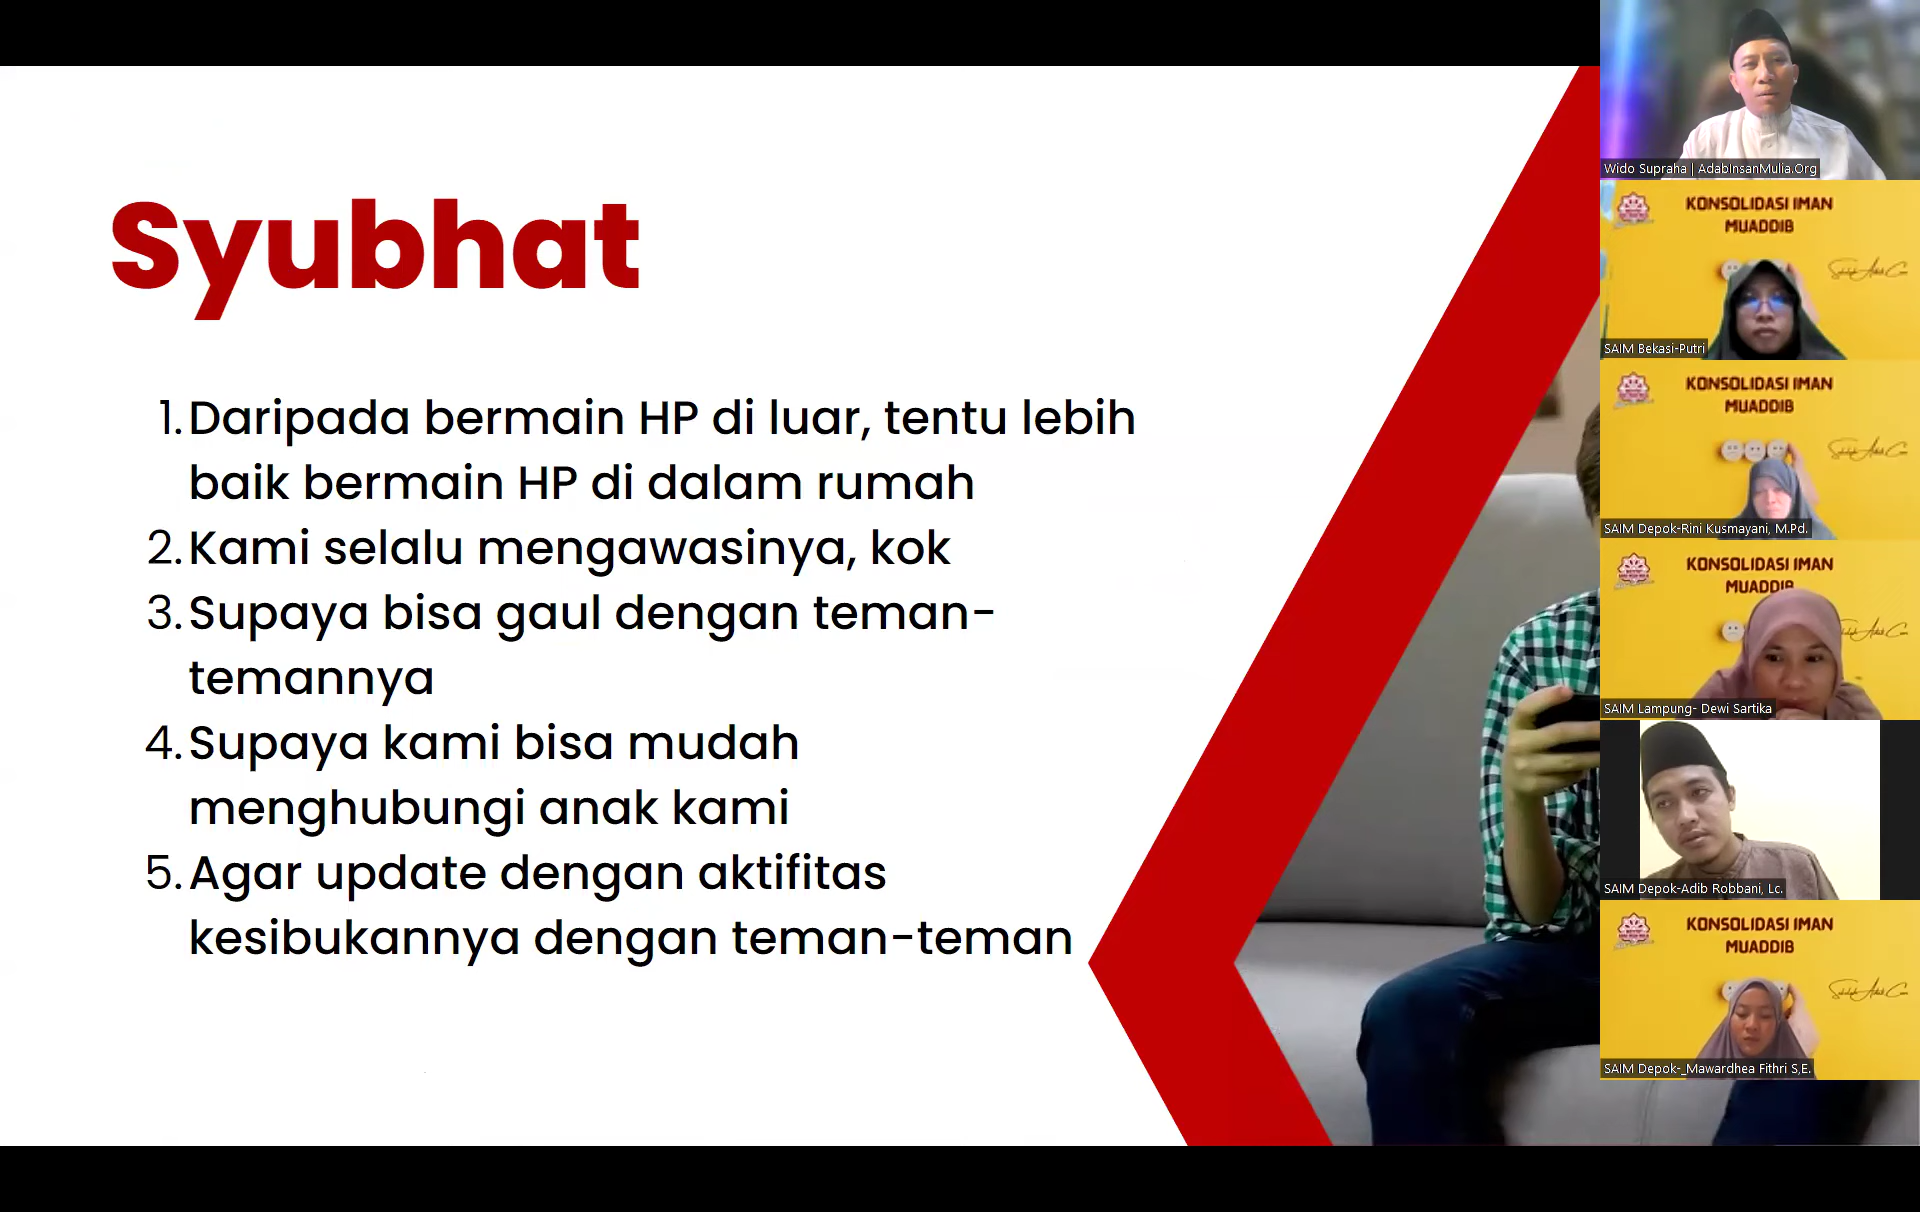 Syubhat
1. Daripada bermain HP di luar, tentu lebih
baik bermain HP di dalam rumah
2. Kami selalu mengawasinya, kok
3. Supaya bisa gaul dengan teman-
temannya
4. Supaya kami bisa mudah
menghubungi anak kami
5. Agar update dengan aktifitas
kesibukannya dengan teman-teman
Wido Supraha | AdabInsanMulia.Org
KONSOLIDASI IMAN
MUADDIB
SAIM Bekasi-Putri
KONSOLIDASI IMAN
MUADDIB
SAIM Depok-Rini Kusmayani, M.Pd.
KONSOLIDASI IMAN
MUADDIB
SAIM Lampung- Dewi Sartika
SAIM Depok-Adib Robbani, Lc.
KONSOLIDASI IMAN
MUADDIB
SAIM Depok-_Mawardhea Fithri S,E.